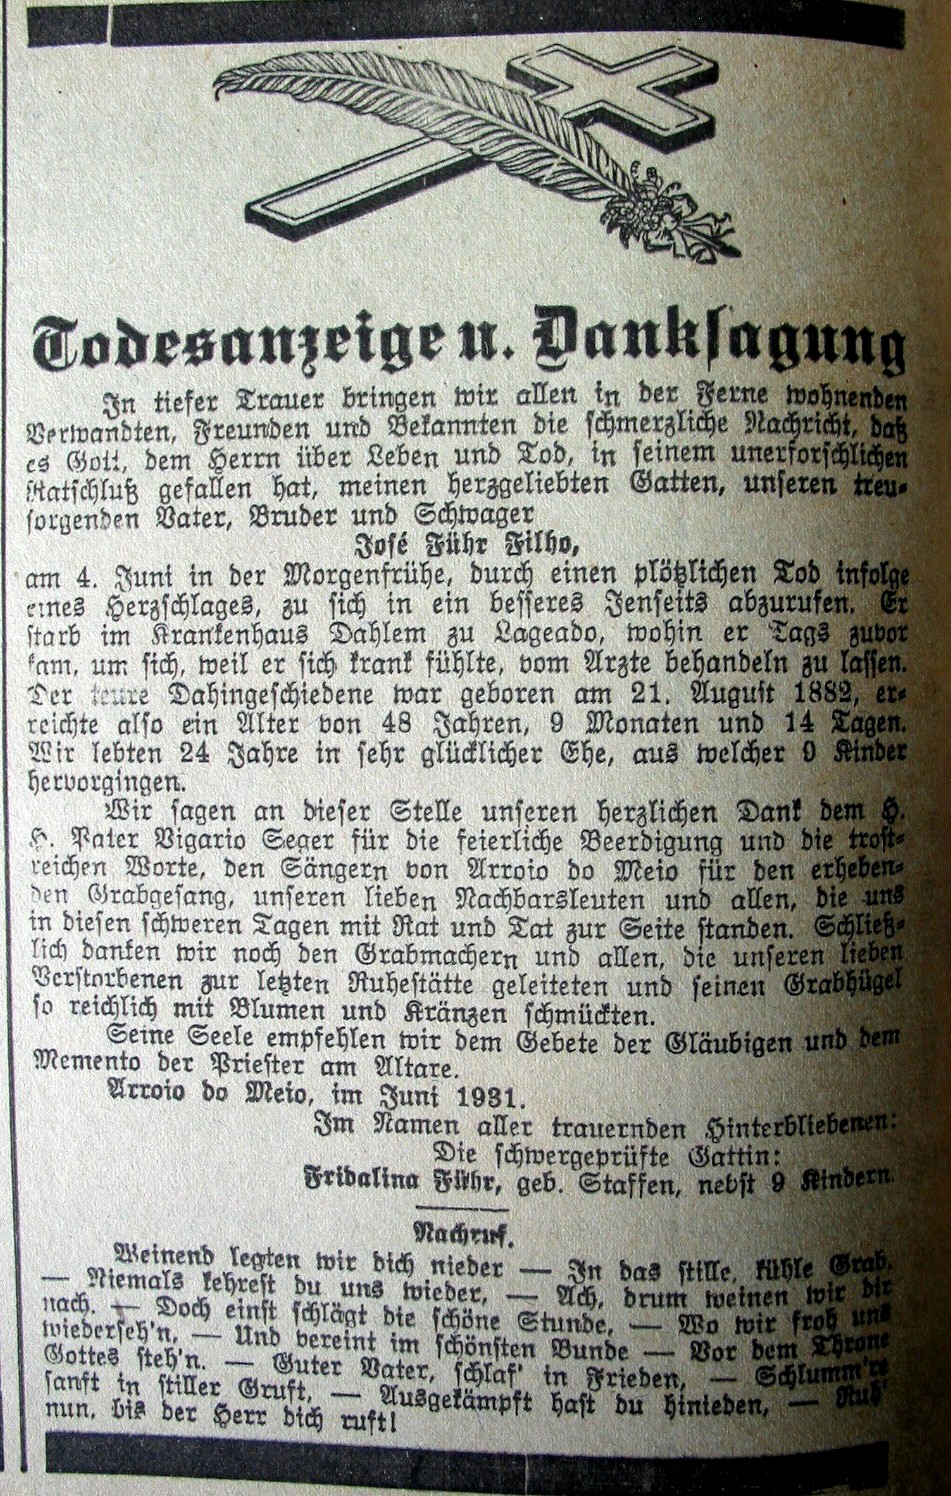 Todesanzeige u. Danksagung
In tiefer Trauer bringen wir allen in der Ferne wohnenden
Verwandten, Freunden und Bekannten die schmerzliche Nachricht, daß
es Gott, dem Herrn über Leben und Tod, in seinem unerforschlichen
Ratschluß gefallen hat, meinen herzgeliebten Gatten, unseren treu-
sorgenden Vater, Bruder und Schwager
José Führ Filho,
am 4. Juni in der Morgenfrühe, durch einen plötzlichen Tod infolge
eines Herzschlages, zu sich in ein besseres Jenseits abzurufen. Er
starb im Krankenhaus Dahlem zu Lageado, wohin er Tags zuvor
kam, um sich, weil er sich krank fühlte, vom Arzte behandeln zu lassen.
Der teure Dahingeschiedene war geboren am 21. August 1882, er-
reichte also ein Alter von 48 Jahren, 9 Monaten und 14 Tagen.
Wir lebten 24 Jahre in sehr glücklicher Ehe, aus welcher 9 Kinder
hervorgingen.
Wir sagen an dieser Stelle unseren herzlichen Dank dem H.
H. Pater Vigario Seger für die feierliche Beerdigung und die trost-
reichen Worte, den Sängern von Arroio do Meio für den erheben-
den Grabgesang, unseren lieben Nachbarsleuten und allen, die uns
in diesen schweren Tagen mit Rat und Tat zur Seite standen. Schließ-
lich danken wir noch den Grabmachern und allen, die unseren lieben
Verstorbenen zur letzten Ruhestätte geleiteten und seinen Grabhügel
so reichlich mit Blumen und Kränzen schmückten.
Seine Seele empfehlen wir dem Gebete der Gläubigen und dem
Memento der Priester am Altare.
Arroio do Meio, im Juni 1931.
Im Namen aller trauernden Hinterbliebenen:
Die schwergeprüfte Gattin:
Fridalina Führ, geb. Staffen, nebst 9 Kindern.
Nachruf.
Weinend legten wir dich nieder — In das stille, kühle Grab,
— Niemals kehrest du uns wieder, — Ach, drum weinen wir dir
nach. — Doch einst schlägt die schöne Stunde, — Wo wir froh uns
wiederseh'n, — Und vereint im schönsten Bunde — Vor dem Throne
Gottes steh'n. — Guter Vater, schlaf' in Frieden, — Schlumm're
sanft in stiller Gruft, — Ausgekämpft hast du hinieden, — Ruh'
nun, bis der Herr dich ruft!